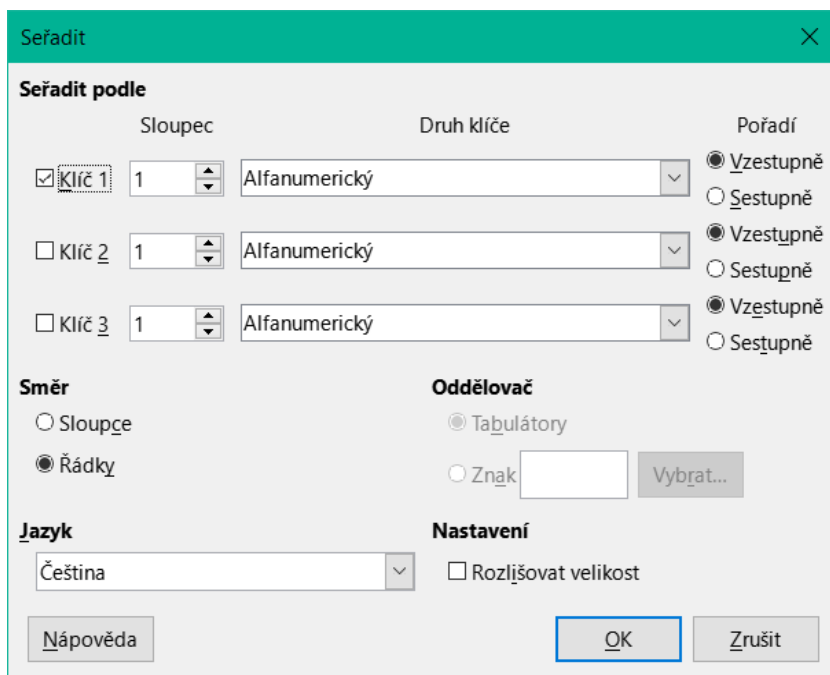 Seřadit
Seřadit podle
Sloupec Druh klíče Pořadí
Klíč 1 1 Alfanumerický Vzestupně
Sestupně
Klíč 2 1 Alfanumerický Vzestupně
Sestupně
Klíč 3 1 Alfanumerický Vzestupně
Sestupně
Směr Oddělovač
Sloupce Tabulátory
Řádky Znak Vybrat...
Jazyk Nastavení
Čeština Rozlišovat velikost
Nápověda OK Zrušit